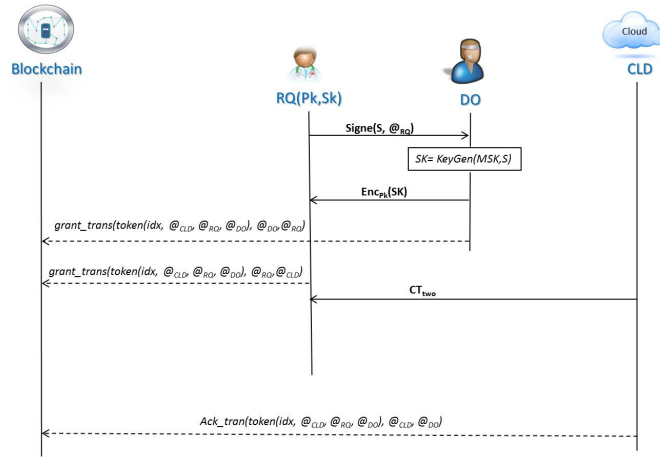 Cloud
Blockchain
CLD
RQ(Pk,Sk)
DO
Signe(S, @RQ)
SK= KeyGen(MSK,S)
EncPk(SK)
grant_trans(token(idx, @CLD, @RQ, @DO), @DO,@RQ)
grant_trans(token(idx, @CLD, @RQ, @DO), @RQ,@CLD)
CTtwo
Ack_tran(token(idx, @CLD, @RQ, @DO), @CLD, @DO)